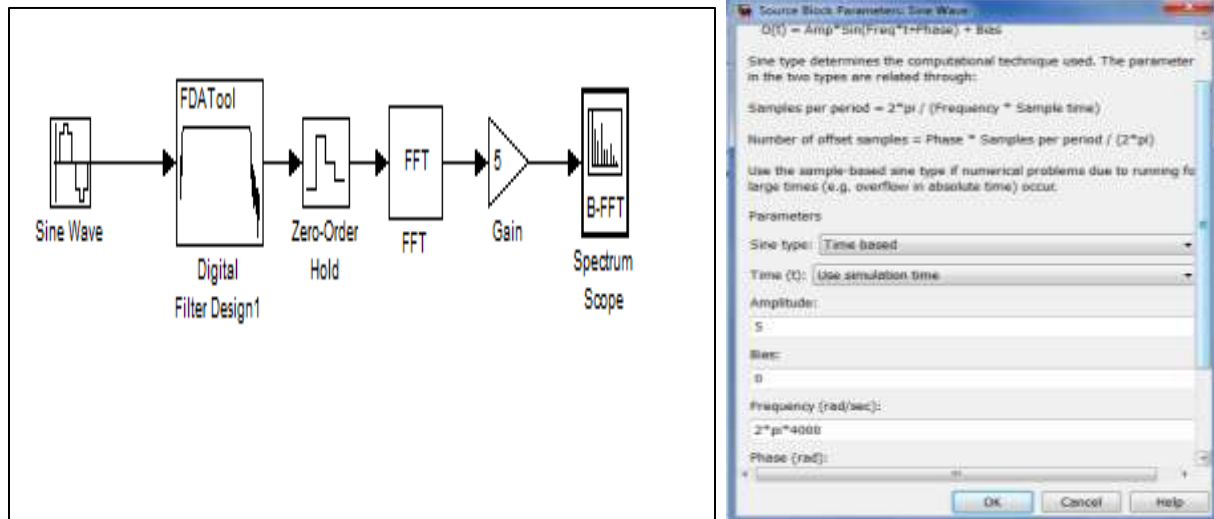 FDATool
Sine Wave
Digital
Filter Design1
Zero-Order
Hold
FFT
FFT
5
Gain
B-FFT
Spectrum
Scope
Source Block Parameters: Sine Wave
O(t) = Amp*Sin(Freq*t+Phase) + Bias
Sine type determines the computational technique used. The parameter
in the two types are related through:
Samples per period = 2*pi / (Frequency * Sample time)
Number of offset samples = Phase * Samples per period / (2*pi)
Use the sample-based sine type if numerical problems due to running fo
large times (e.g. overflow in absolute time) occur.
Parameters
Sine type: Time based
Time (t): Use simulation time
Amplitude:
5
Bias:
0
Frequency (rad/sec):
2*pi*4000
Phase (rad):
OK Cancel Help